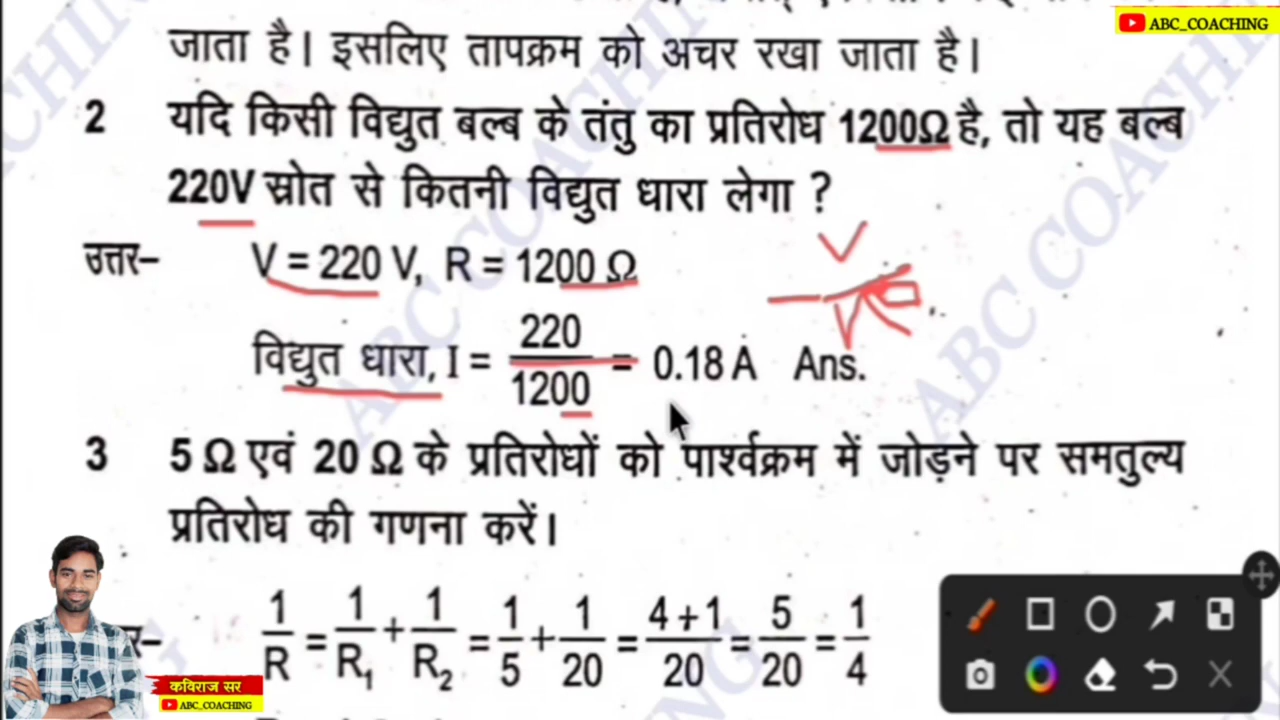 ABC_COACHING
जाता है। इसलिए तापक्रम को अचर रखा जाता है।
2 यदि किसी विद्युत बल्ब के तंतु का प्रतिरोध 1200Ω है, तो यह बल्ब
220V स्रोत से कितनी विद्युत धारा लेगा ?
उत्तर– V = 220 V, R = 1200 Ω
विद्युत धारा, I = 220/1200 = 0.18 A Ans.
3 5 Ω एवं 20 Ω के प्रतिरोधों को पार्श्वक्रम में जोड़ने पर समतुल्य
प्रतिरोध की गणना करें।
1/R = 1/R₁ + 1/R₂ = 1/5 + 1/20 = 4+1/20 = 5/20 = 1/4
कविराज सर
ABC_COACHING